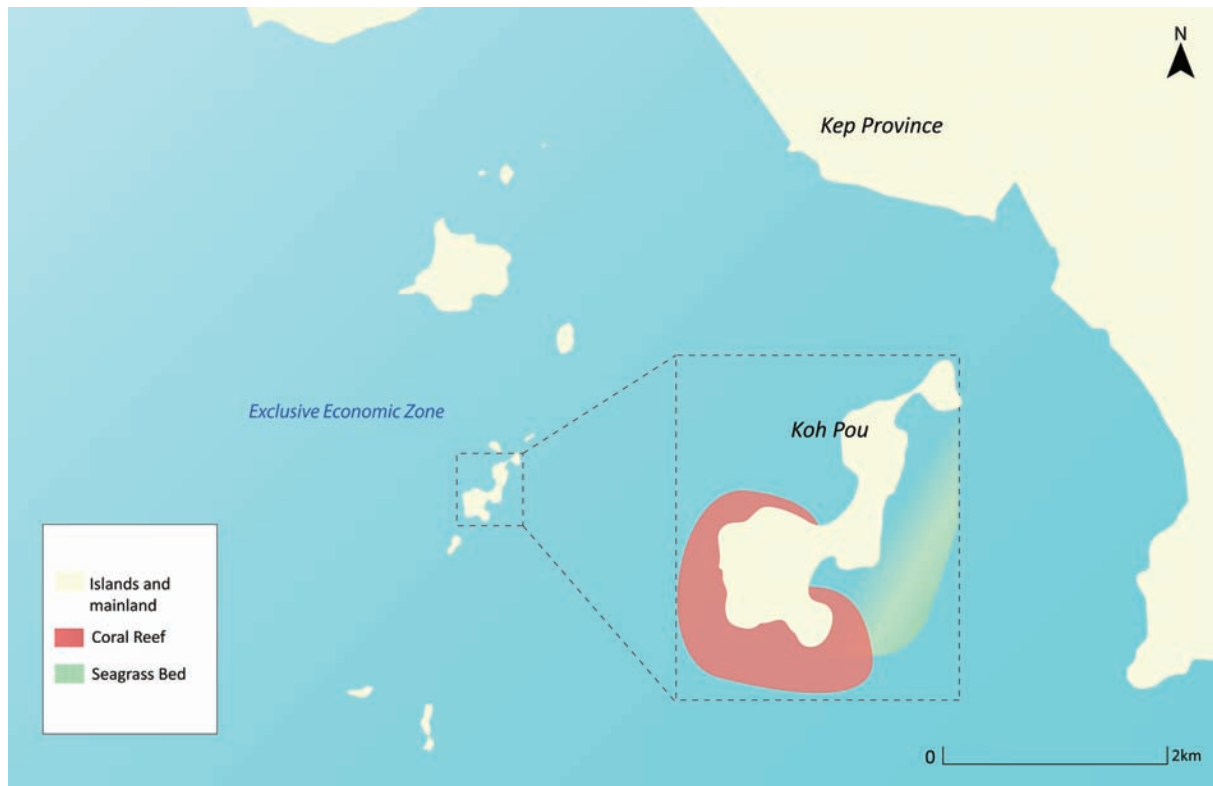 N
Kep Province
Exclusive Economic Zone
Koh Pou
Islands and
mainland
Coral Reef
Seagrass Bed
0
2km